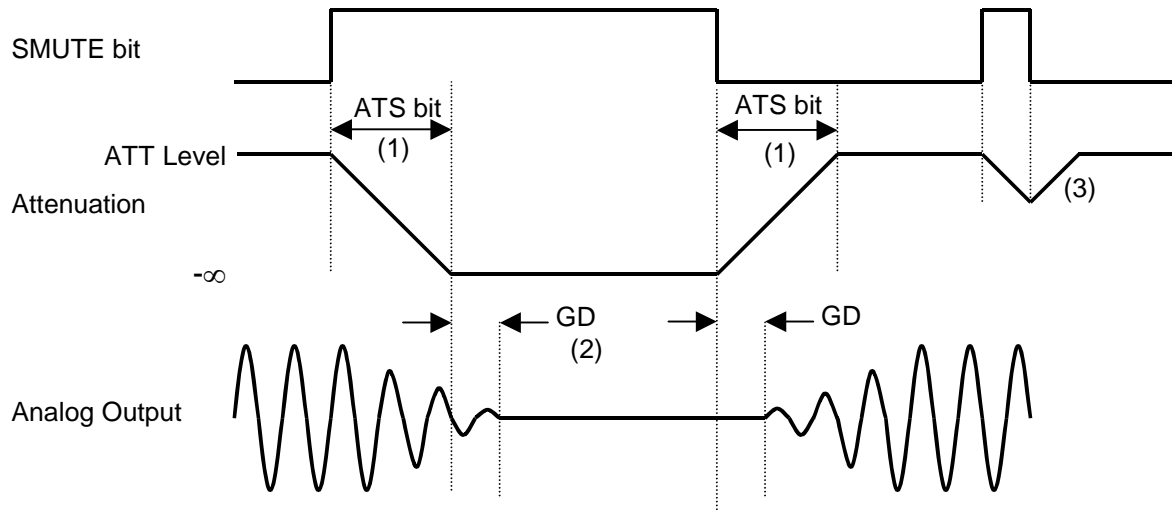 SMUTE bit
ATS bit
(1)
ATS bit
(1)
ATT Level
(3)
Attenuation
-∞
GD
(2)
GD
Analog Output